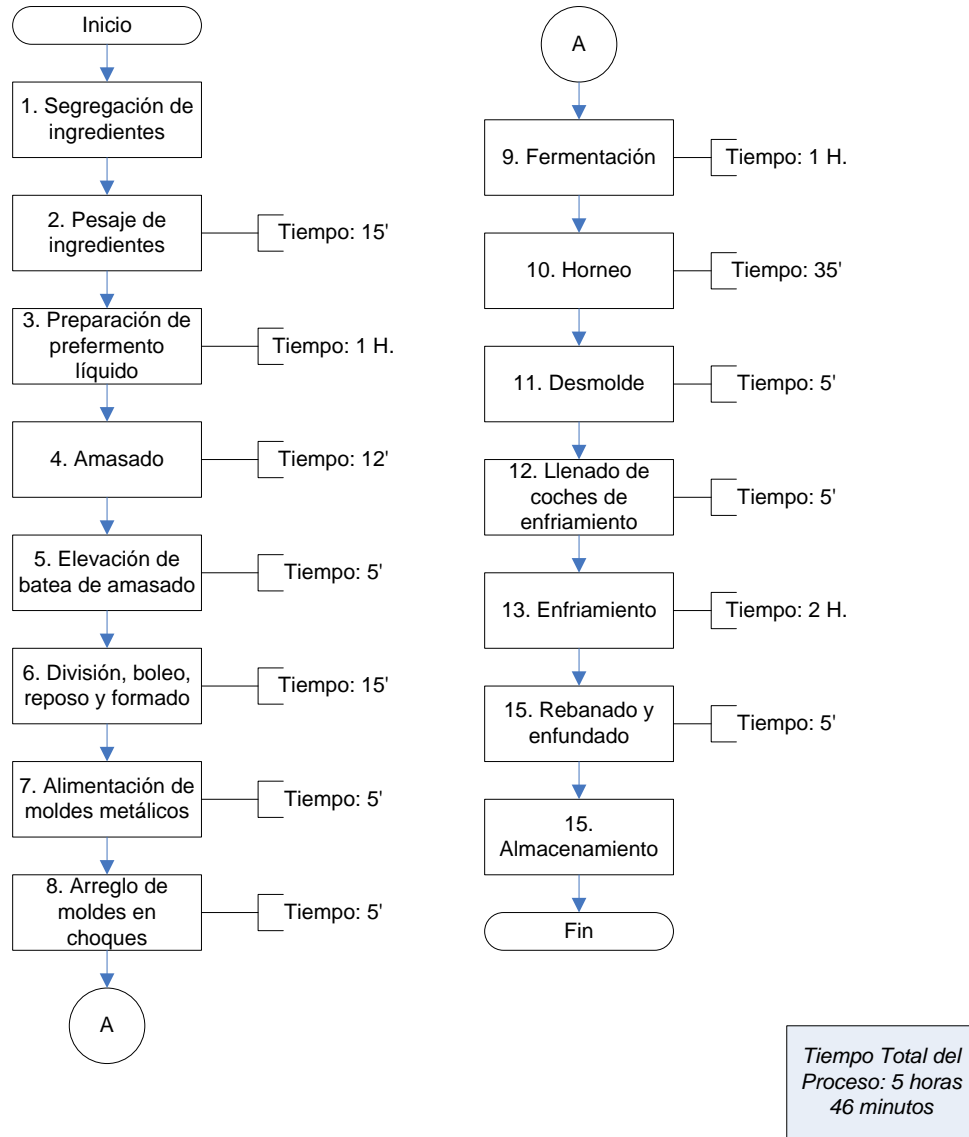 Inicio
1. Segregación de
ingredientes
2. Pesaje de
ingredientes
Tiempo: 15'
3. Preparación de
prefermento
líquido
Tiempo: 1 H.
4. Amasado
Tiempo: 12'
5. Elevación de
batea de amasado
Tiempo: 5'
6. División, boleo,
reposo y formado
Tiempo: 15'
7. Alimentación de
moldes metálicos
Tiempo: 5'
8. Arreglo de
moldes en
choques
Tiempo: 5'
A
A
9. Fermentación
Tiempo: 1 H.
10. Horneo
Tiempo: 35'
11. Desmolde
Tiempo: 5'
12. Llenado de
coches de
enfriamiento
Tiempo: 5'
13. Enfriamiento
Tiempo: 2 H.
15. Rebanado y
enfundado
Tiempo: 5'
15.
Almacenamiento
Fin
Tiempo Total del
Proceso: 5 horas
46 minutos